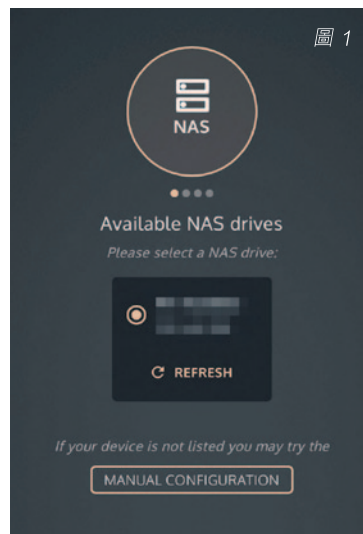 圖 1
NAS
Available NAS drives
Please select a NAS drive:
REFRESH
If your device is not listed you may try the
MANUAL CONFIGURATION